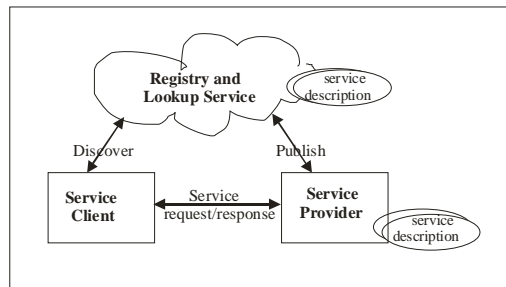 Registry and
Lookup Service
service
description
Discover
Publish
Service
Client
Service
request/response
Service
Provider
service
description